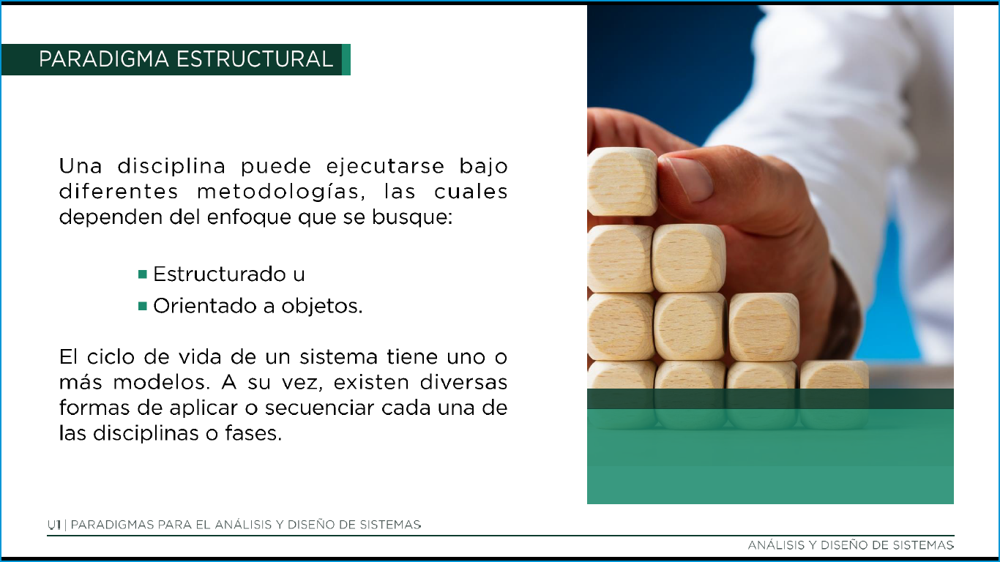 PARADIGMA ESTRUCTURAL
Una disciplina puede ejecutarse bajo
diferentes metodologías, las cuales
dependen del enfoque que se busque:
Estructurado u
Orientado a objetos.
El ciclo de vida de un sistema tiene uno o
más modelos. A su vez, existen diversas
formas de aplicar o secuenciar cada una de
las disciplinas o fases.
U1 | PARADIGMAS PARA EL ANÁLISIS Y DISEÑO DE SISTEMAS
ANÁLISIS Y DISEÑO DE SISTEMAS